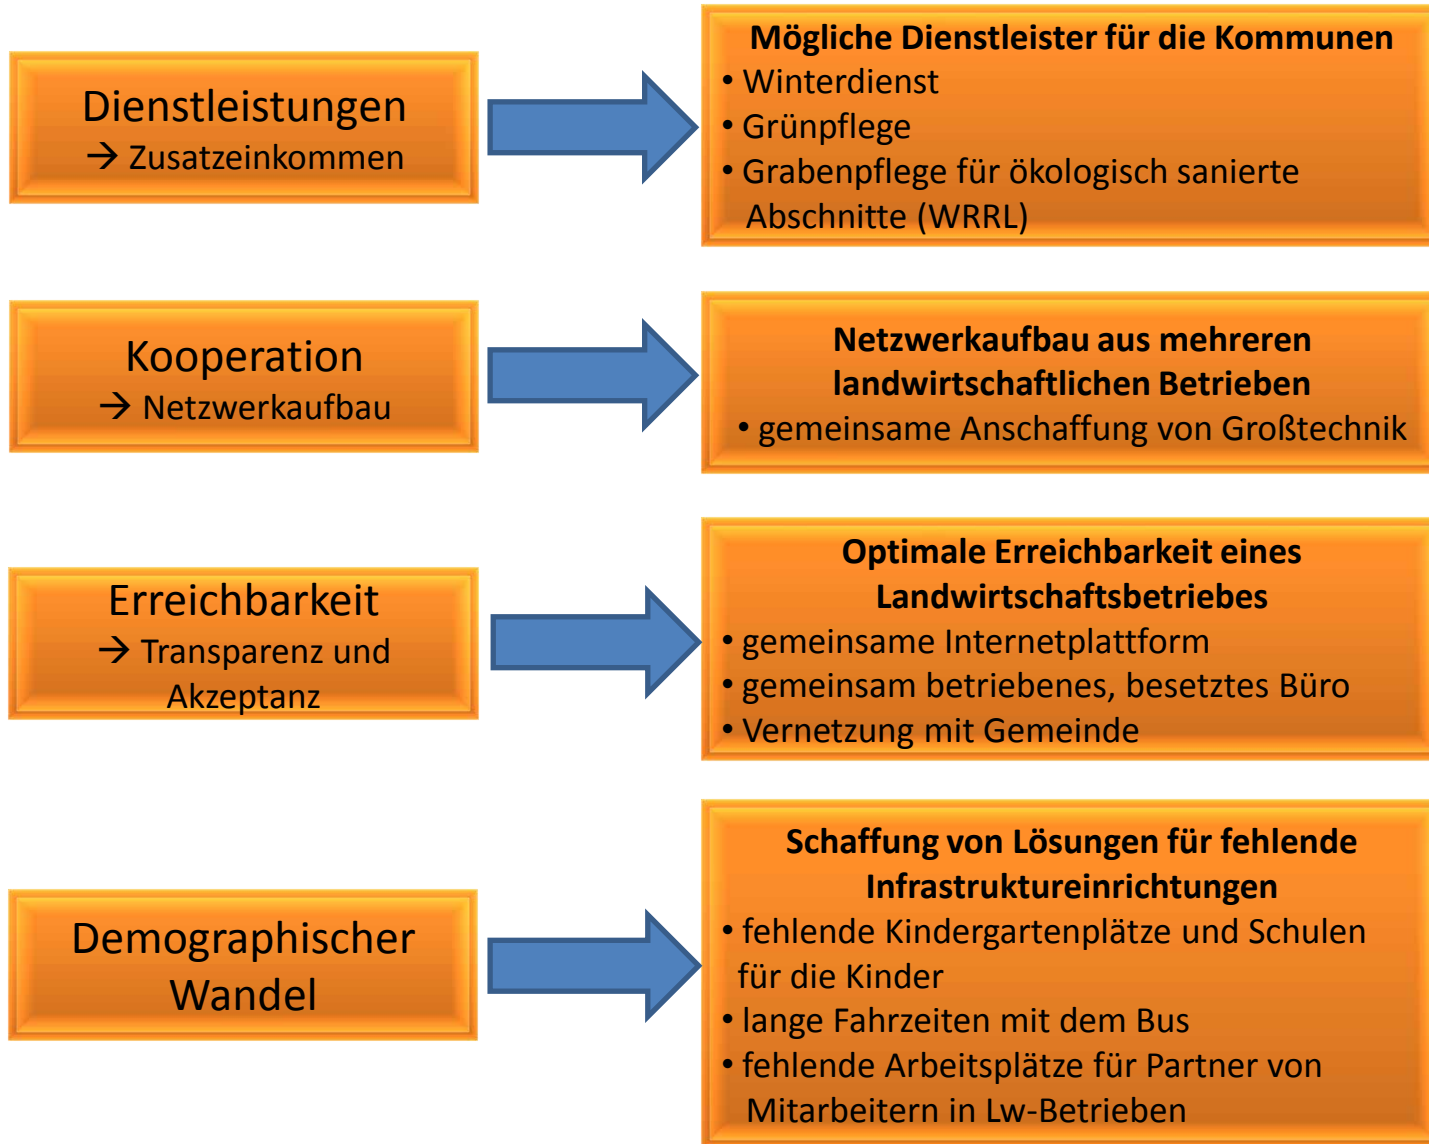 Dienstleistungen
→ Zusatzeinkommen
Mögliche Dienstleister für die Kommunen
• Winterdienst
• Grünpflege
• Grabenpflege für ökologisch sanierte
Abschnitte (WRRL)
Kooperation
→ Netzwerkaufbau
Netzwerkaufbau aus mehreren
landwirtschaftlichen Betrieben
• gemeinsame Anschaffung von Großtechnik
Erreichbarkeit
→ Transparenz und
Akzeptanz
Optimale Erreichbarkeit eines
Landwirtschaftsbetriebes
• gemeinsame Internetplattform
• gemeinsam betriebenes, besetztes Büro
• Vernetzung mit Gemeinde
Demographischer
Wandel
Schaffung von Lösungen für fehlende
Infrastruktureinrichtungen
• fehlende Kindergartenplätze und Schulen
für die Kinder
• lange Fahrzeiten mit dem Bus
• fehlende Arbeitsplätze für Partner von
Mitarbeitern in Lw-Betrieben